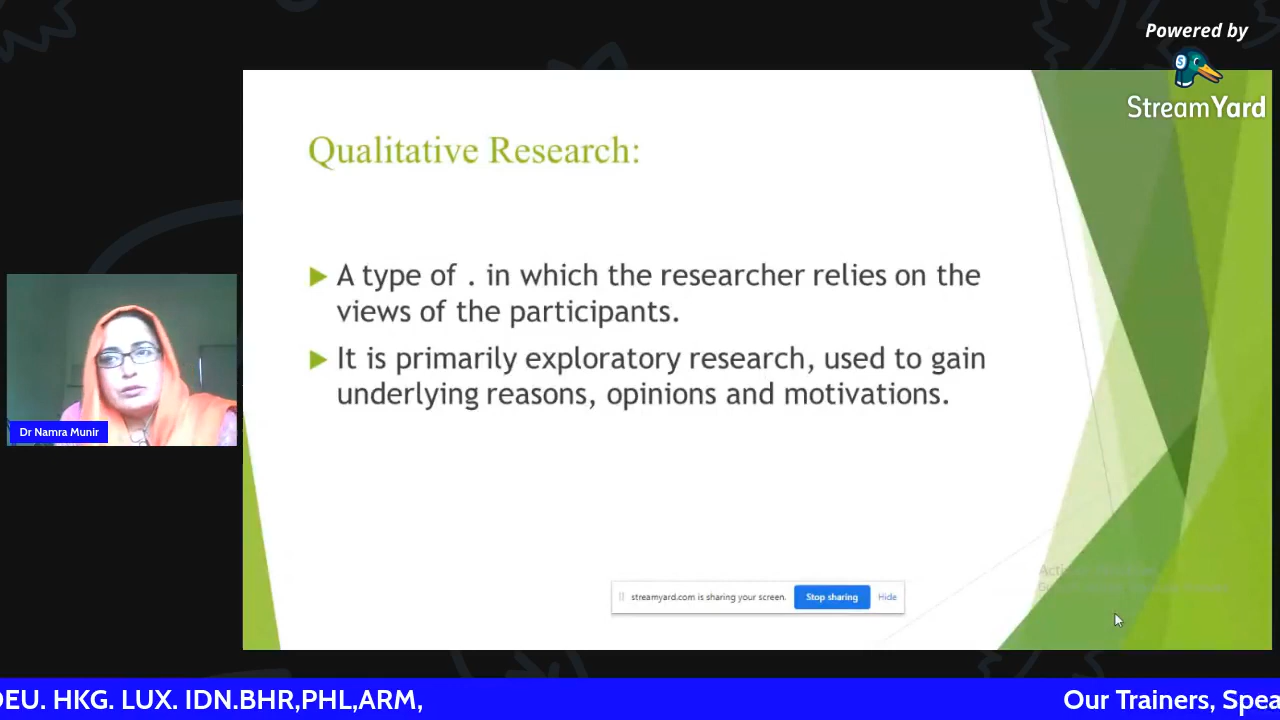 Powered by
StreamYard
Qualitative Research:
A type of . in which the researcher relies on the
views of the participants.
It is primarily exploratory research, used to gain
underlying reasons, opinions and motivations.
Dr Namra Munir
streamyard.com is sharing your screen. Stop sharing Hide
DEU. HKG. LUX. IDN.BHR,PHL,ARM, Our Trainers,